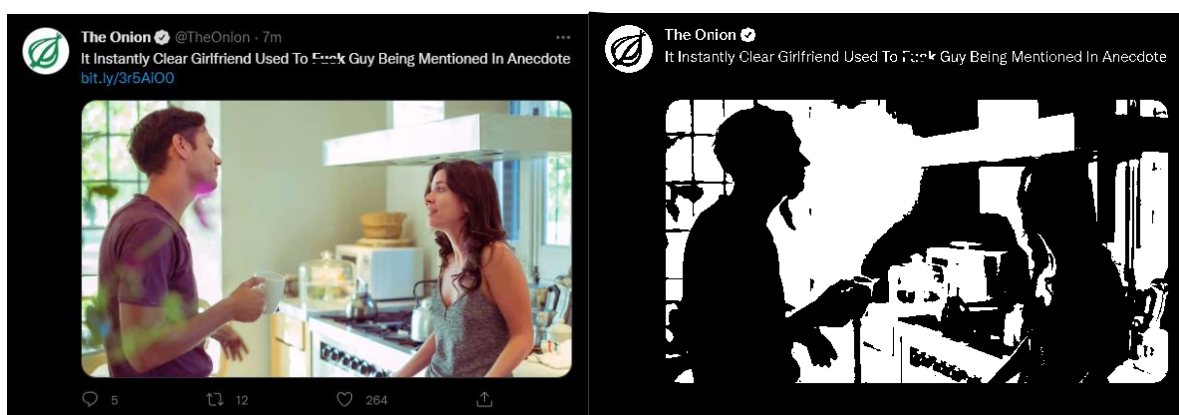 The Onion @TheOnion · 7m
It Instantly Clear Girlfriend Used To Fuck Guy Being Mentioned In Anecdote
bit.ly/3r5AiO0
5 12 264
The Onion
It Instantly Clear Girlfriend Used To Fuck Guy Being Mentioned In Anecdote